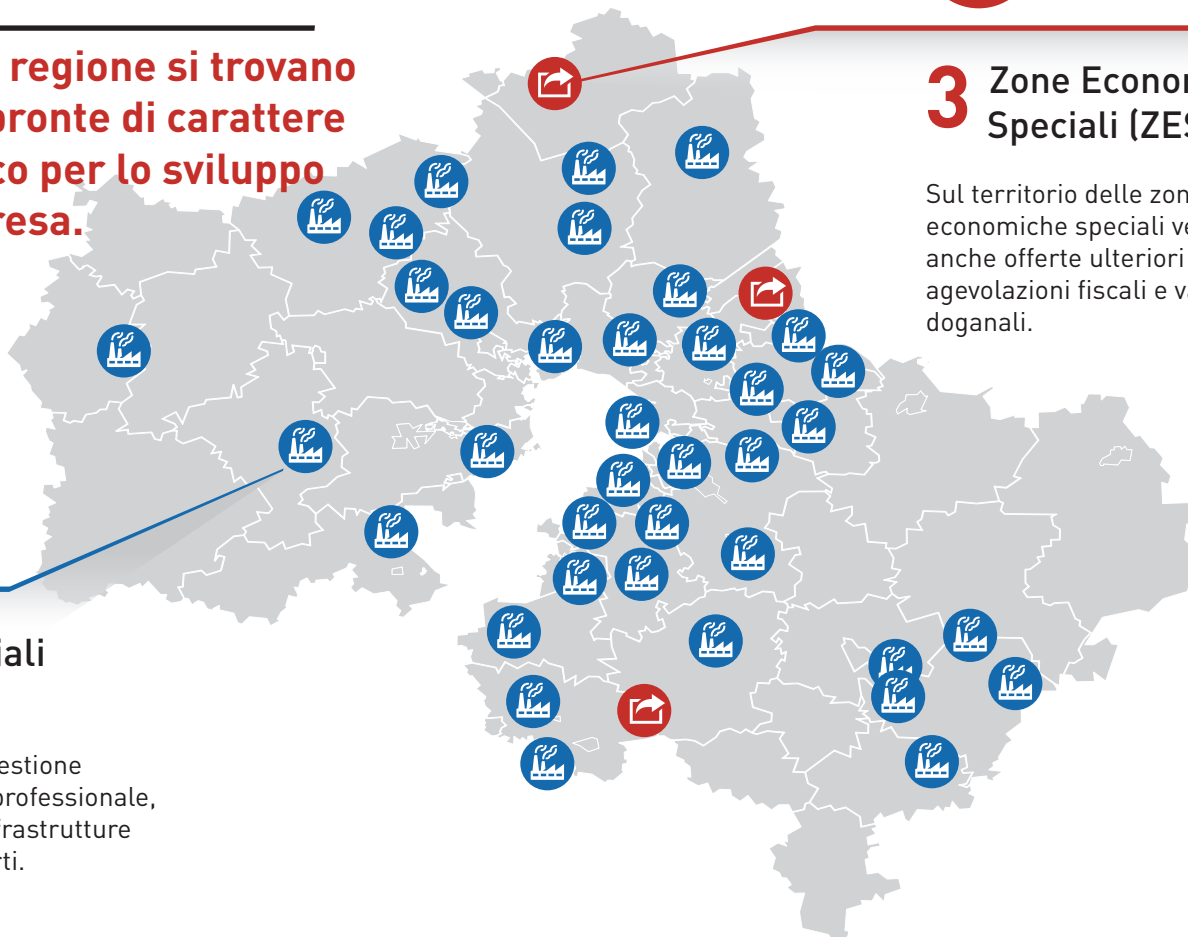 regione si trovano
pronte di carattere
co per lo sviluppo
resa.
3 Zone Econor
Speciali (ZES
Sul territorio delle zon
economiche speciali ve
anche offerte ulteriori
agevolazioni fiscali e va
doganali.
iali
estione
professionale,
frastrutture
rti.